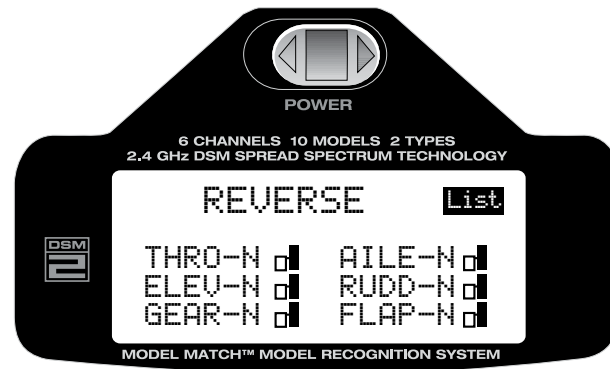 POWER
6 CHANNELS 10 MODELS 2 TYPES
2.4 GHz DSM SPREAD SPECTRUM TECHNOLOGY
REVERSE List
DSM
2
THRO-N AILE-N
ELEV-N RUDD-N
GEAR-N FLAP-N
MODEL MATCH™ MODEL RECOGNITION SYSTEM